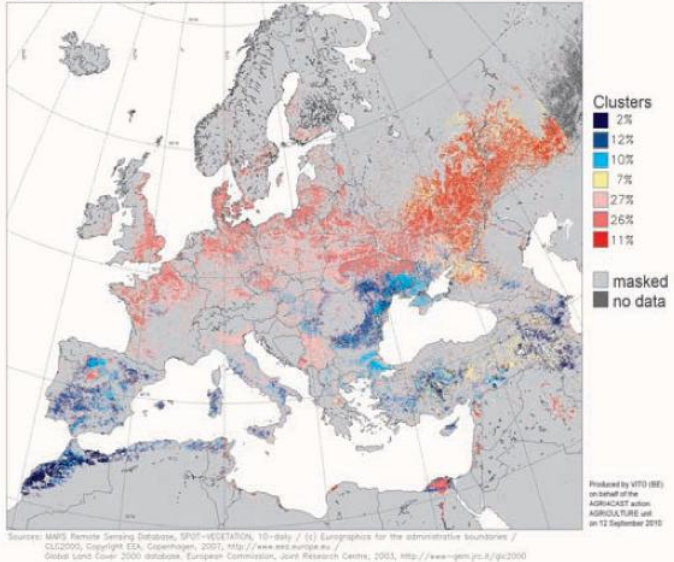 Clusters
2%
12%
10%
7%
27%
26%
11%
masked
no data
Produced by VITO (BE)
on behalf of the
AGRI4CAST action
AGRICULTURE unit
on 12 September 2010
Sources: MARS Remote Sensing Database, SPOT-VEGETATION, 10-daily / (c) Eurographics for the administrative boundaries /
CLC2000, Copyright EEA, Copenhagen, 2007, http://www.eea.europa.eu /
Global Land Cover 2000 database. European Commission, Joint Research Centre, 2003, http://www-gem.jrc.it/glc2000